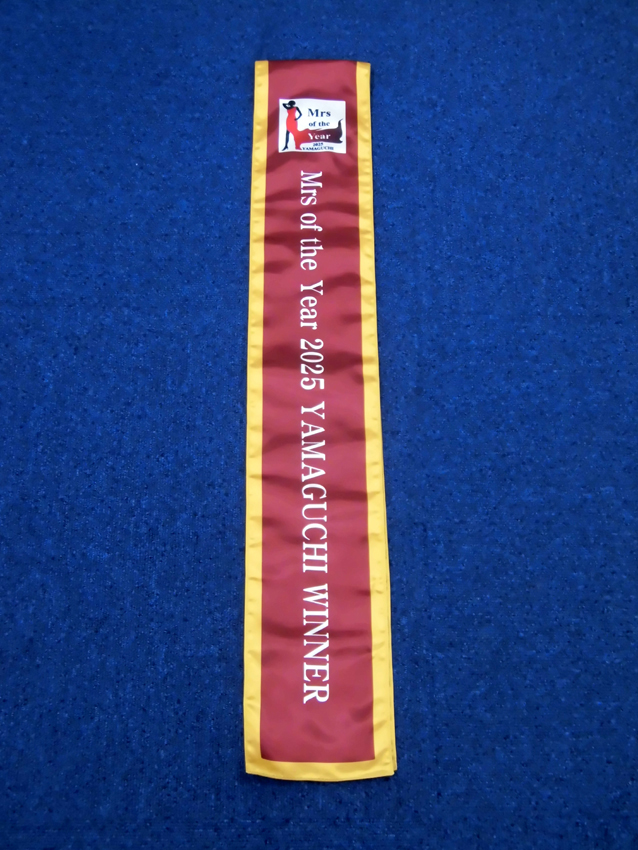 Mrs
of the
Year
2025
YAMAGUCHI
Mrs of the Year 2025 YAMAGUCHI WINNER